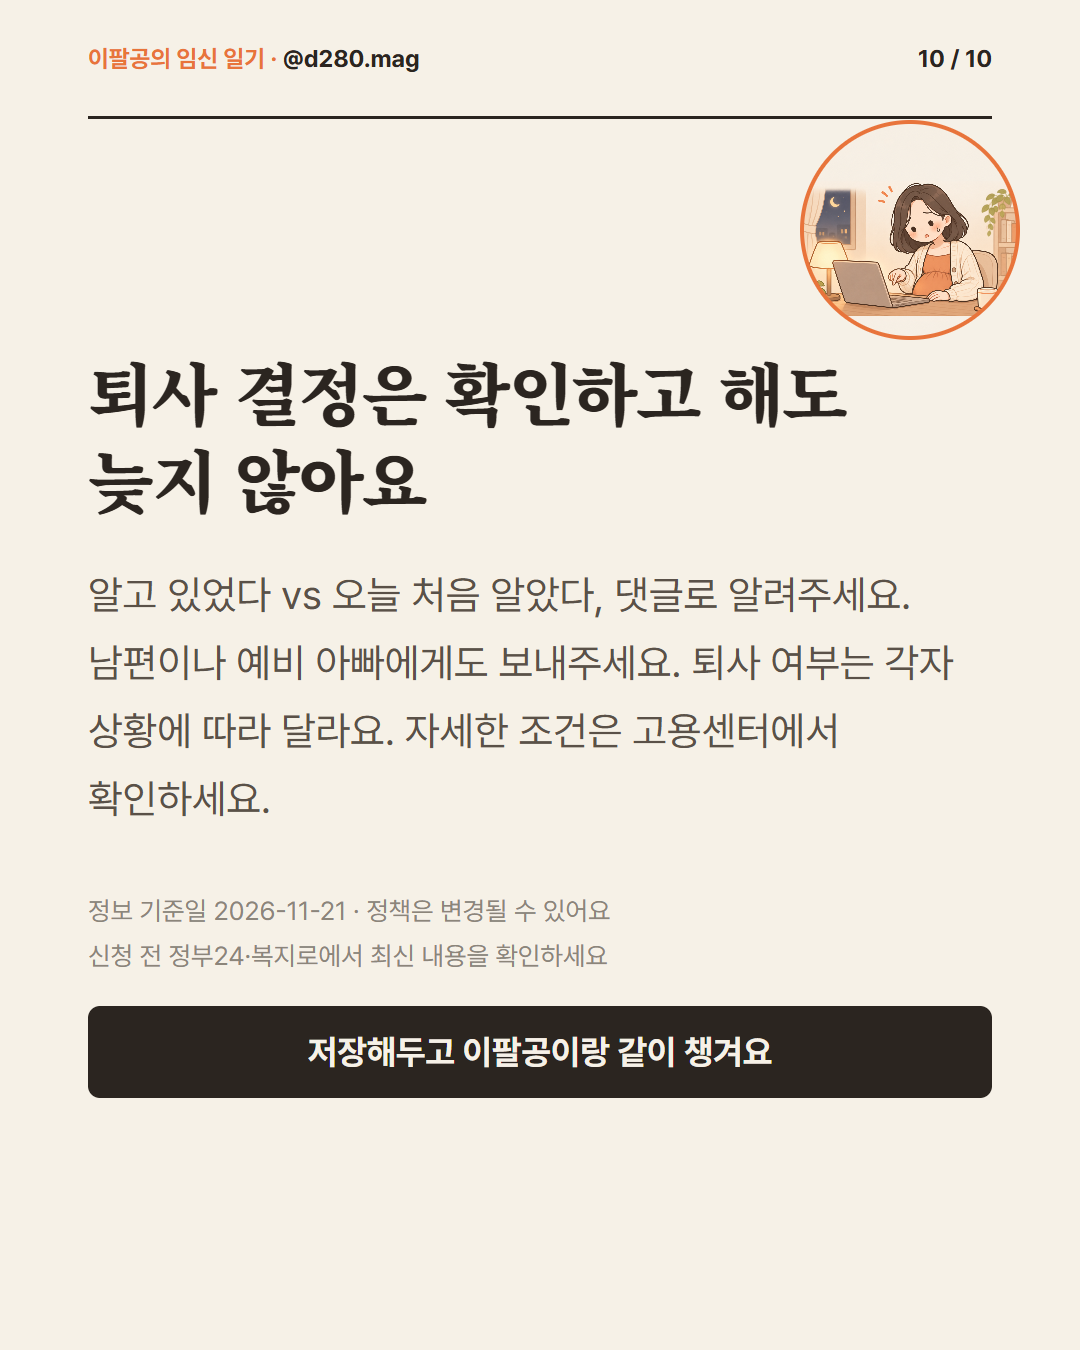 이팔공의 임신 일기 · @d280.mag
10 / 10
퇴사 결정은 확인하고 해도
늦지 않아요
알고 있었다 vs 오늘 처음 알았다, 댓글로 알려주세요.
남편이나 예비 아빠에게도 보내주세요. 퇴사 여부는 각자
상황에 따라 달라요. 자세한 조건은 고용센터에서
확인하세요.
정보 기준일 2026-11-21 · 정책은 변경될 수 있어요
신청 전 정부24·복지로에서 최신 내용을 확인하세요
저장해두고 이팔공이랑 같이 챙겨요